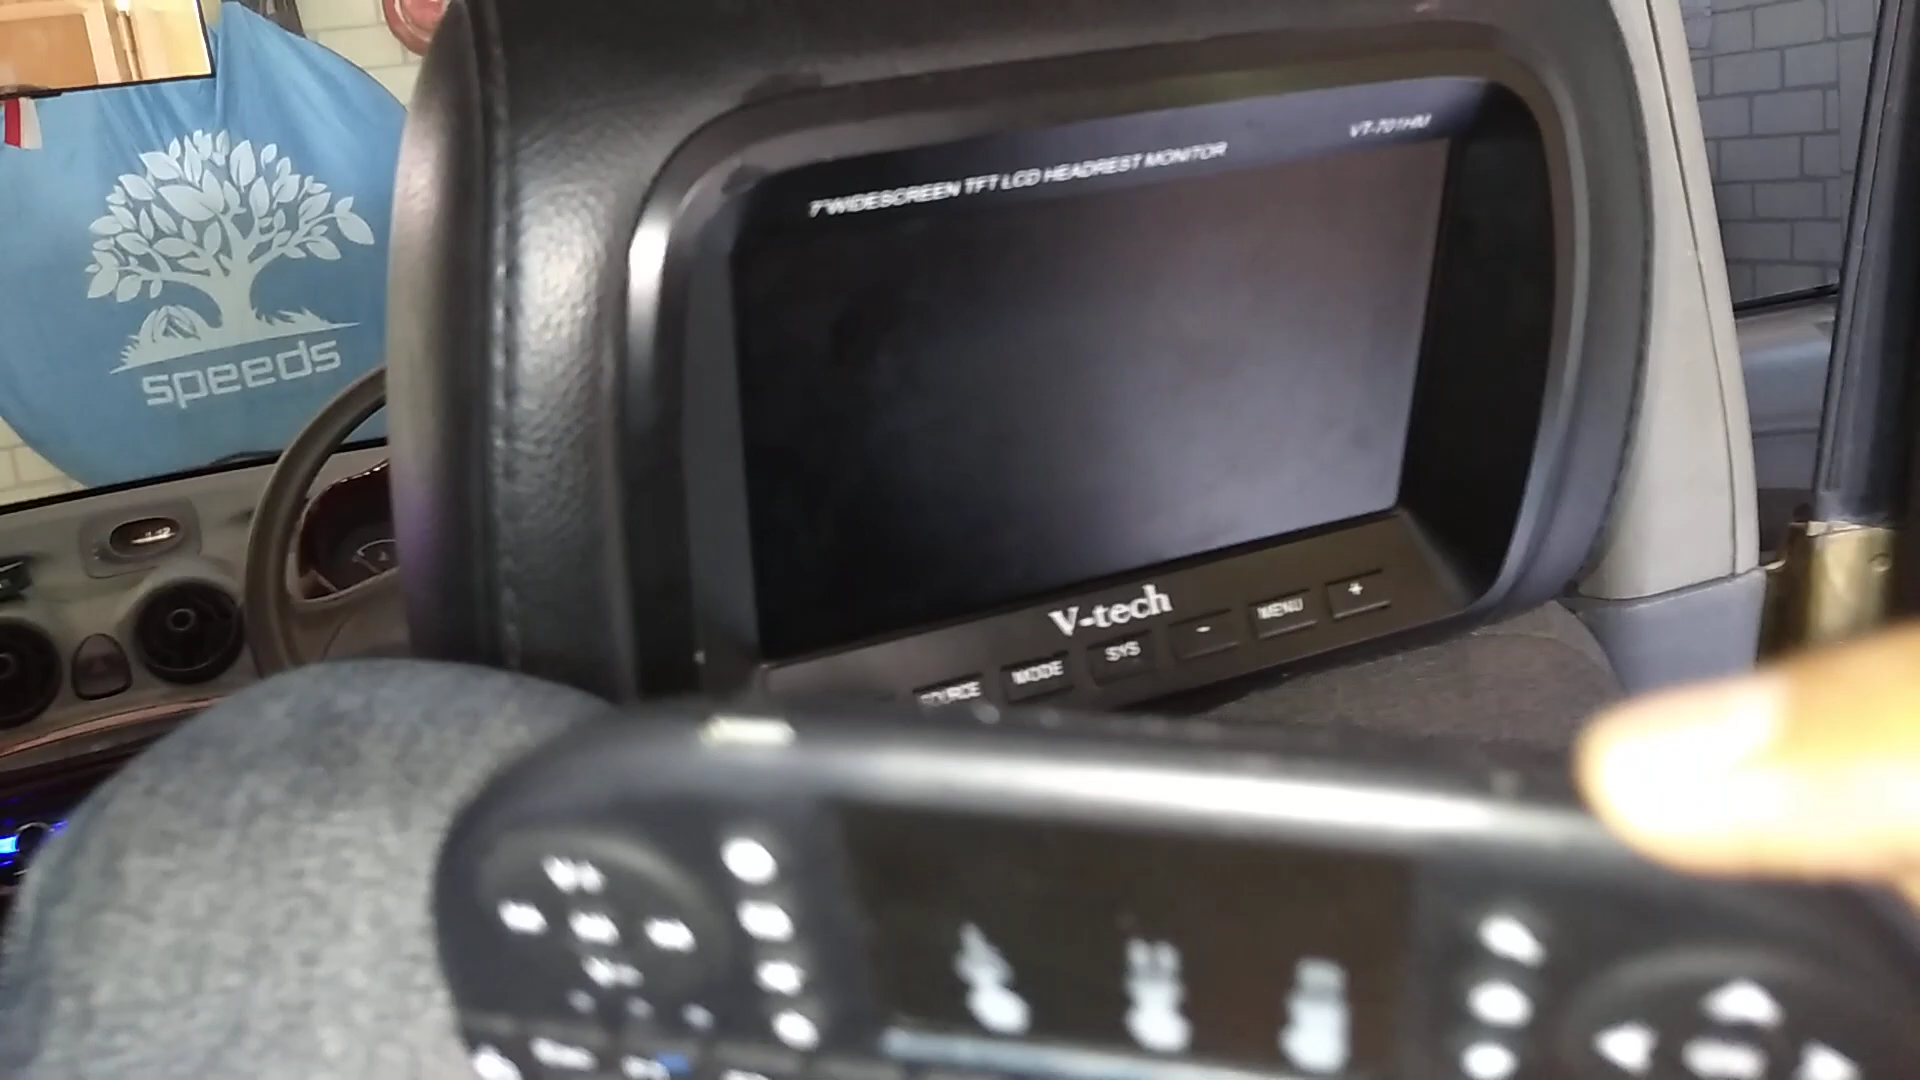 speeds
7"WIDESCREEN TFT LCD HEADREST MONITOR
VT-701HM
V-tech
SOURCE
MODE
SYS
-
MENU
+